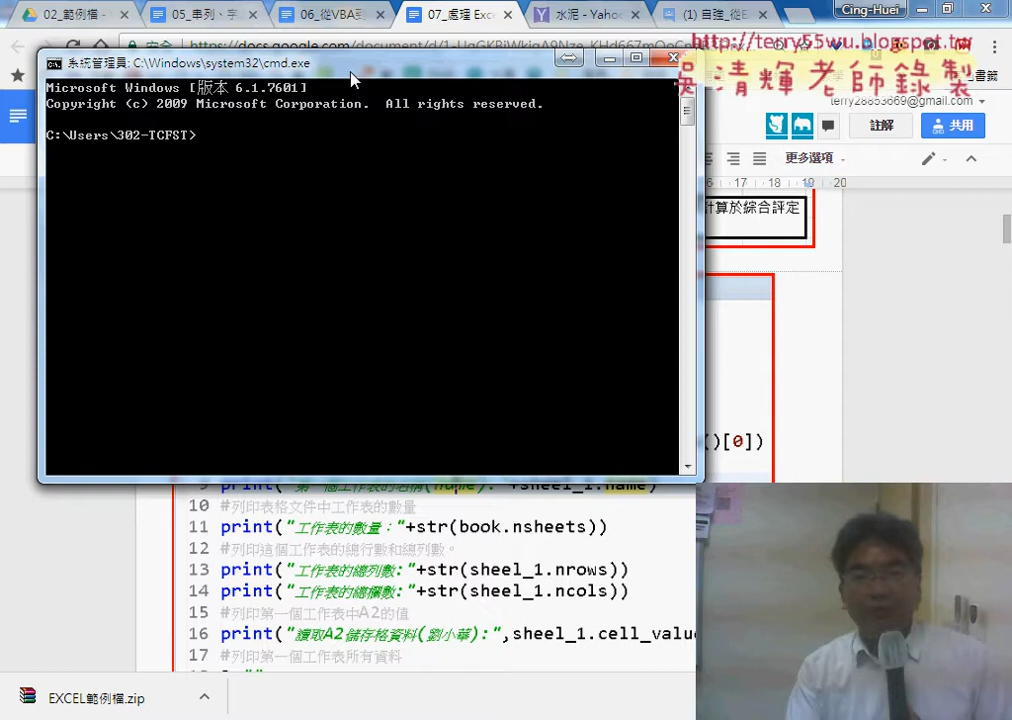 02_範例檔 -
05_串列、字
06_從VBA到
07_處理 Exc
水泥 - Yahoo
(1) 自強_從E
Cing-Huei
安全
http://terry55wu.blogspot.tw
吳清輝老師錄製
terry28853669@gmail.com
註解
共用
更多選項
16 17 18 19 20
計算於綜合評定
系統管理員: C:\Windows\system32\cmd.exe
Microsoft Windows [版本 6.1.7601]
Copyright (c) 2009 Microsoft Corporation.  All rights reserved.
C:\Users\302-TCFST>
()[0])
10 #列印表格文件中工作表的數量
11 print("工作表的數量："+str(book.nsheets))
12 #列印這個工作表的總行數和總列數。
13 print("工作表的總列數:"+str(sheel_1.nrows))
14 print("工作表的總欄數:"+str(sheel_1.ncols))
15 #列印第一個工作表中A2的值
16 print("讀取A2儲存格資料(劉小華):",sheel_1.cell_valu
17 #列印第一個工作表所有資料
EXCEL範例檔.zip